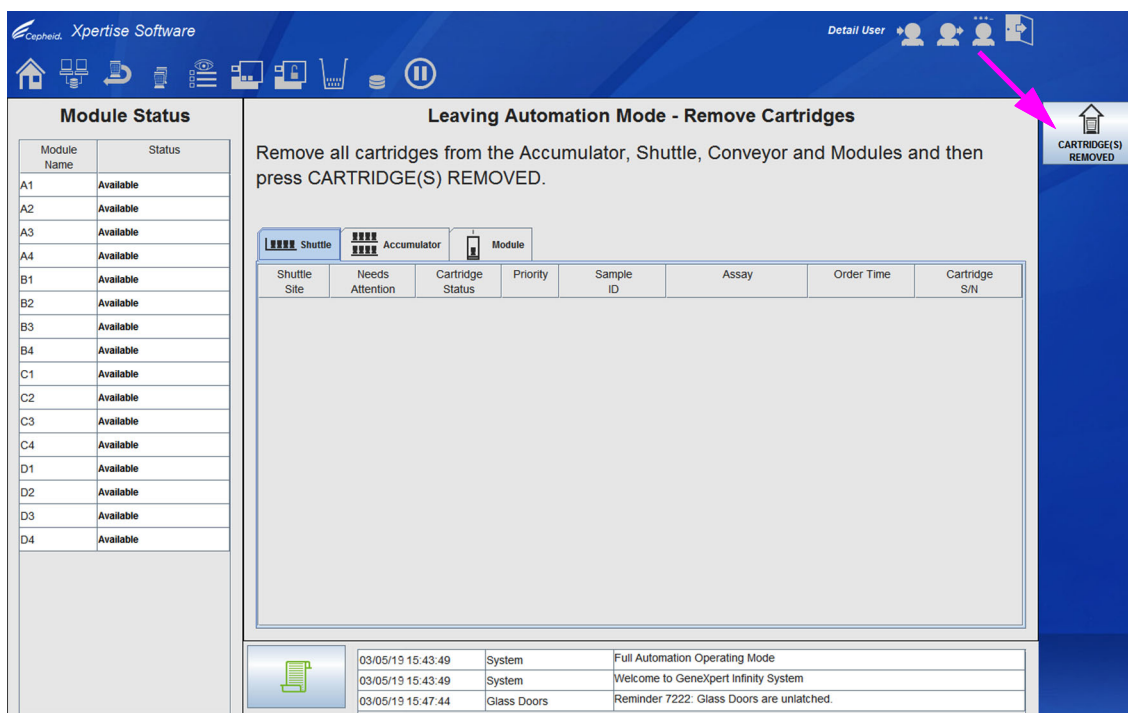 Cepheid. Xpertise Software
Detail User
Module Status
Module Name
Status
A1 Available
A2 Available
A3 Available
A4 Available
B1 Available
B2 Available
B3 Available
B4 Available
C1 Available
C2 Available
C3 Available
C4 Available
D1 Available
D2 Available
D3 Available
D4 Available
Leaving Automation Mode - Remove Cartridges
Remove all cartridges from the Accumulator, Shuttle, Conveyor and Modules and then
press CARTRIDGE(S) REMOVED.
Shuttle Accumulator Module
Shuttle Needs Cartridge Priority Sample Assay Order Time Cartridge
Site Attention Status ID S/N
CARTRIDGE(S)
REMOVED
03/05/19 15:43:49 System Full Automation Operating Mode
03/05/19 15:43:49 System Welcome to GeneXpert Infinity System
03/05/19 15:47:44 Glass Doors Reminder 7222: Glass Doors are unlatched.